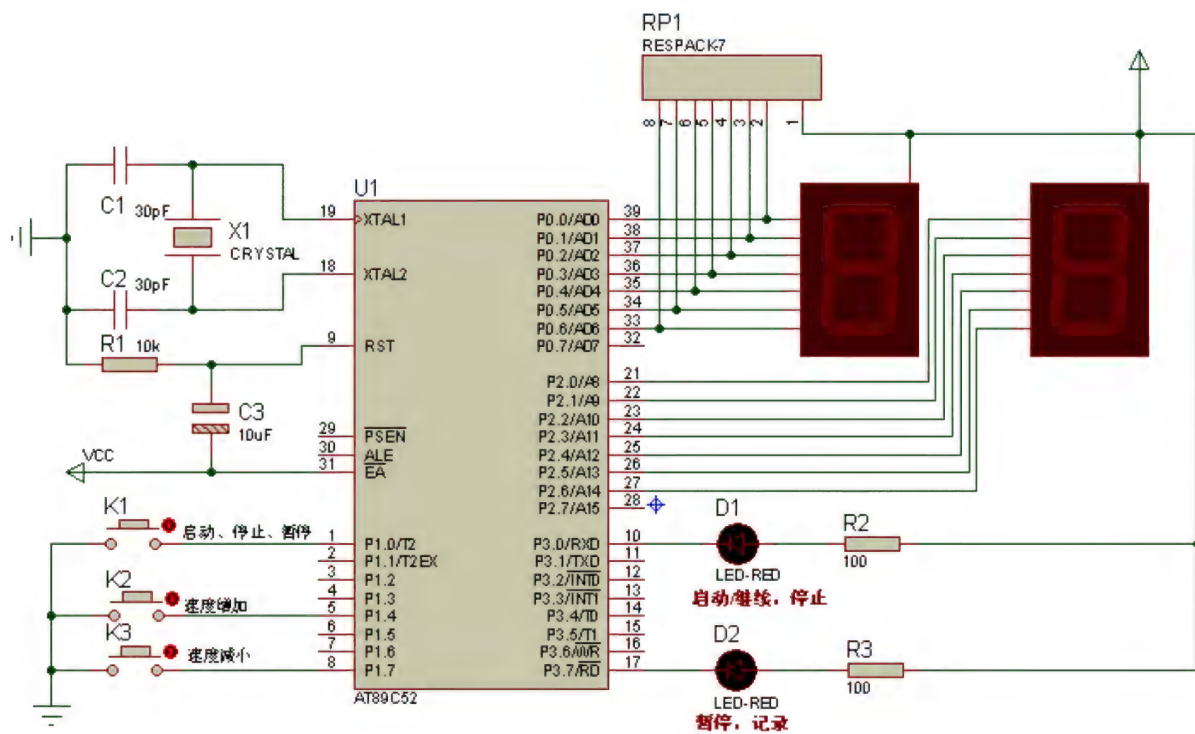 RP1
RESPACK-7
8 7 6 5 4 3 2 1
C1
30pF
X1
CRYSTAL
C2
30pF
R1 10k
C3
10uF
VCC
U1
19 XTAL1
18 XTAL2
9 RST
29 PSEN
30 ALE
31 EA
1 P1.0/T2
2 P1.1/T2EX
3 P1.2
4 P1.3
5 P1.4
6 P1.5
7 P1.6
8 P1.7
P0.0/AD0 39
P0.1/AD1 38
P0.2/AD2 37
P0.3/AD3 36
P0.4/AD4 35
P0.5/AD5 34
P0.6/AD6 33
P0.7/AD7 32
P2.0/A8 21
P2.1/A9 22
P2.2/A10 23
P2.3/A11 24
P2.4/A12 25
P2.5/A13 26
P2.6/A14 27
P2.7/A15 28
P3.0/RXD 10
P3.1/TXD 11
P3.2/INT0 12
P3.3/INT1 13
P3.4/T0 14
P3.5/T1 15
P3.6/WR 16
P3.7/RD 17
AT89C52
K1
启动、停止、暂停
K2
速度增加
K3
速度减小
D1
LED-RED
启动/继续,停止
R2
100
D2
LED-RED
暂停,记录
R3
100